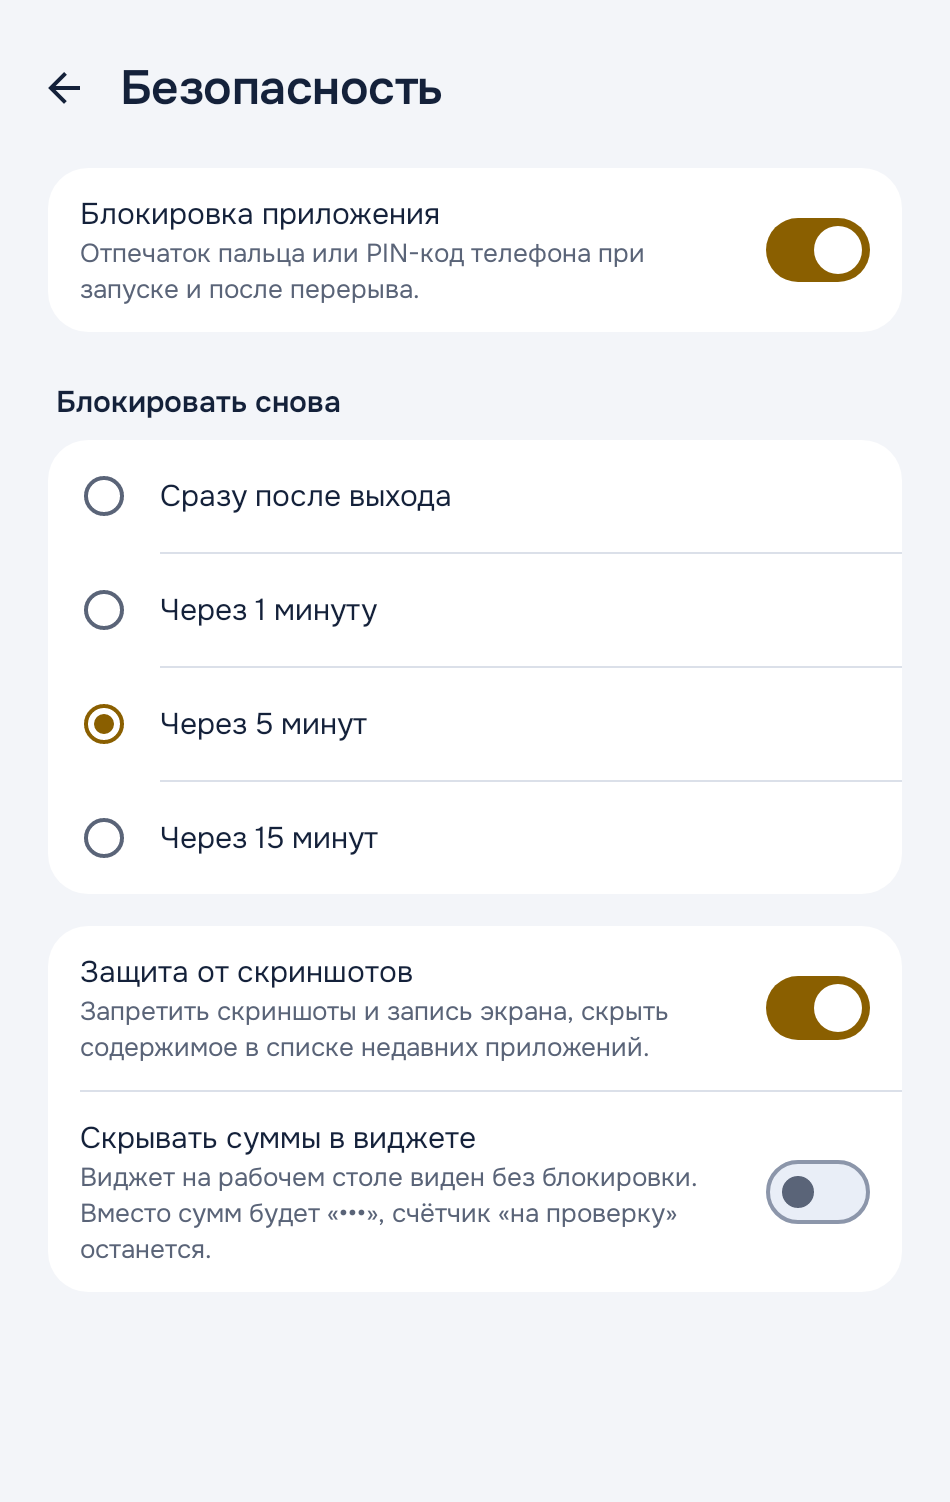 Безопасность
Блокировка приложения
Отпечаток пальца или PIN-код телефона при
запуске и после перерыва.
Блокировать снова
Сразу после выхода
Через 1 минуту
Через 5 минут
Через 15 минут
Защита от скриншотов
Запретить скриншоты и запись экрана, скрыть
содержимое в списке недавних приложений.
Скрывать суммы в виджете
Виджет на рабочем столе виден без блокировки.
Вместо сумм будет «•••», счётчик «на проверку»
останется.